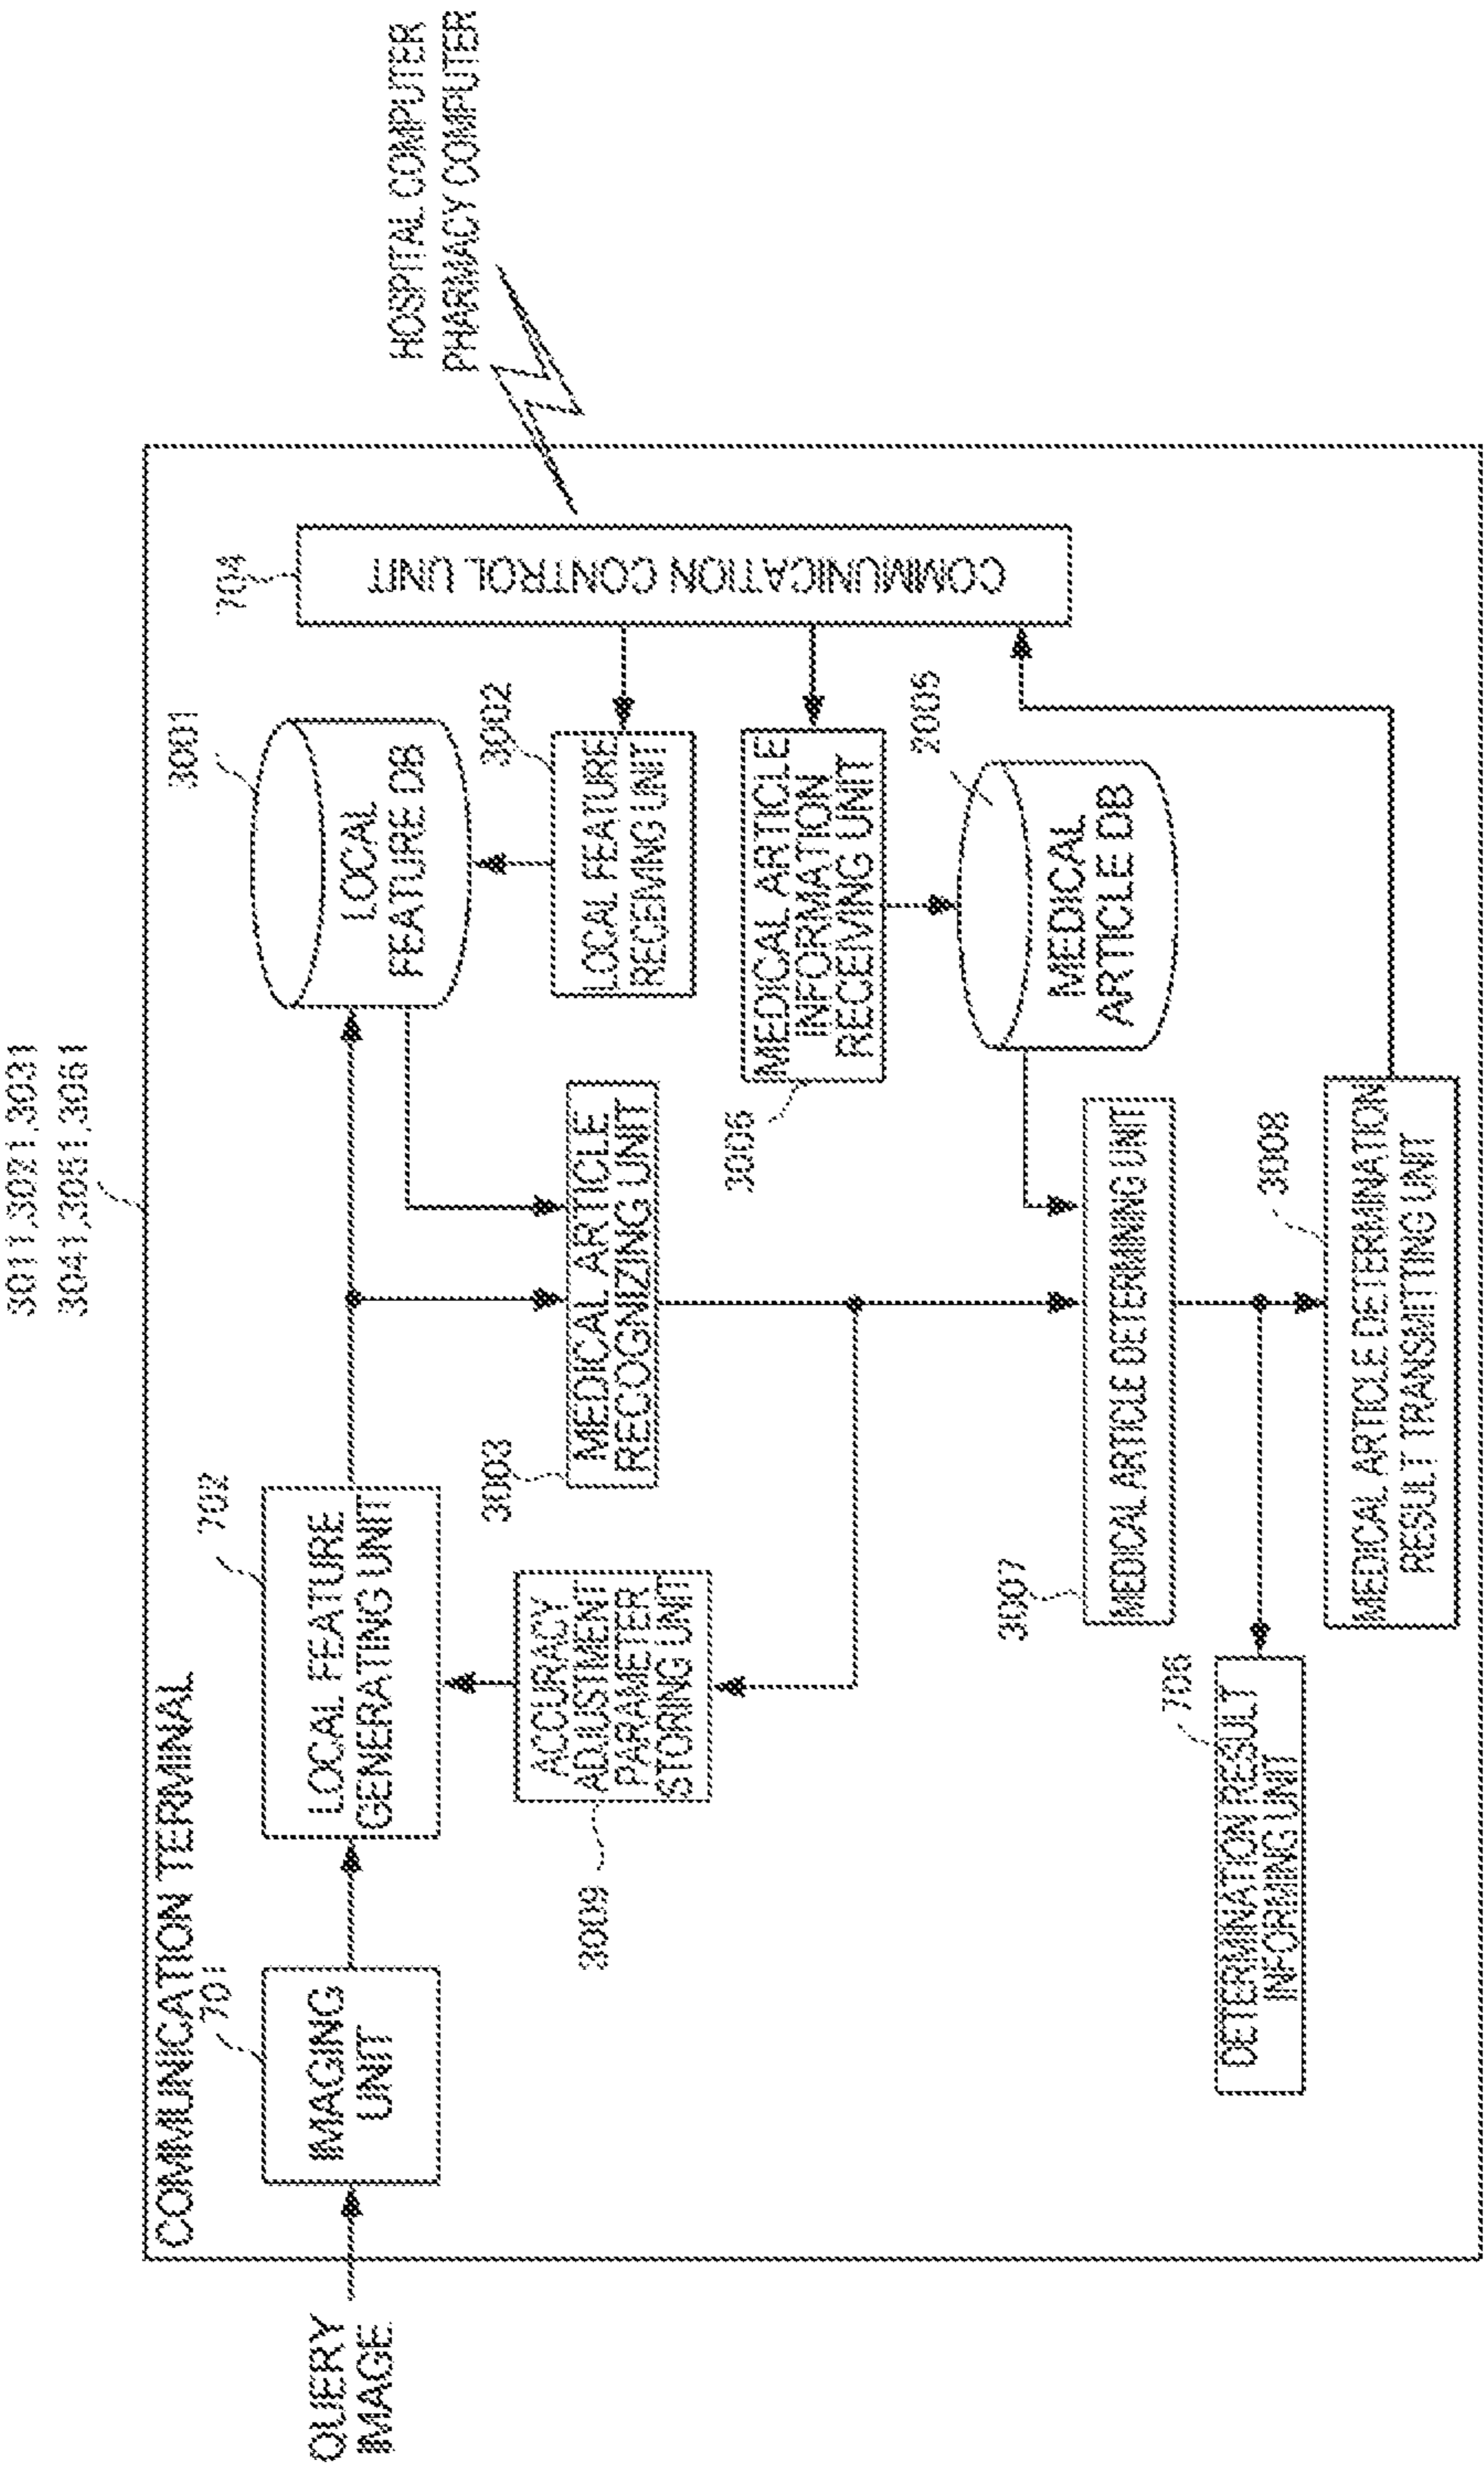 3011,3021,3031
3041,3051,3061
COMMUNICATION TERMINAL
QUERY
IMAGE
701
IMAGING
UNIT
702
LOCAL FEATURE
GENERATING UNIT
3001
LOCAL
FEATURE DB
704
COMMUNICATION CONTROL UNIT
HOSPITAL COMPUTER
PHARMACY COMPUTER
3009
ACCURACY
ADJUSTMENT
PARAMETER
STORING UNIT
3003
MEDICAL ARTICLE
RECOGNIZING UNIT
3002
LOCAL FEATURE
RECEIVING UNIT
MEDICAL ARTICLE
INFORMATION
RECEIVING UNIT
MEDICAL
ARTICLE DB
3007
MEDICAL ARTICLE DETERMINING UNIT
DETERMINATION RESULT
INFORMING UNIT
3008
MEDICAL ARTICLE DETERMINATION
RESULT TRANSMITTING UNIT